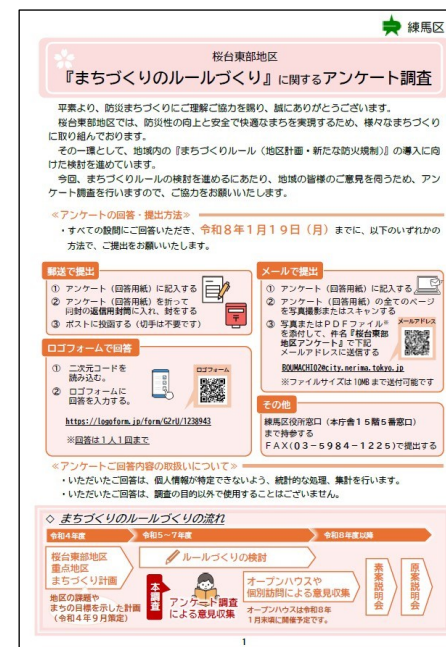 練馬区
桜台東部地区
『まちづくりのルールづくり』に関するアンケート調査
平素より、防災まちづくりにご理解ご協力を賜り、誠にありがとうございます。
桜台東部地区では、防災性の向上と安全で快適なまちを実現するため、様々なまちづくり
に取り組んでおります。
その一環として、地域内の『まちづくりルール（地区計画・新たな防火規制)』の導入に向
けた検討を進めています。
今回、まちづくりルールの検討を進めるにあたり、地域の皆様のご意見を伺うため、アン
ケート調査を行いますので、ご協力をお願いいたします。
≪アンケートの回答・提出方法≫
・すべての設問にご回答いただき、令和８年１月１９日（月）までに、以下のいずれかの
方法で、ご提出をお願いいたします。
郵送で提出
① アンケート（回答用紙）に記入する
② アンケート（回答用紙）を折って
同封の返信用封筒に入れ、封をする
③ ポストに投函する（切手は不要です）
ロゴフォームで回答
① 二次元コードを
読み込む。
② ロゴフォームに
回答を入力する。
ロゴフォーム
https://logoform.jp/form/G2rU/1238943
※回答は１人１回まで
メールで提出
① アンケート（回答用紙）に記入する
② アンケート（回答用紙）の全てのページ
を写真撮影またはスキャンする
③ 写真またはＰＤＦファイル※
を添付して、件名『桜台東部
地区アンケート』で下記
メールアドレスに送信する
メールアドレス
BOUMACHI02@city.nerima.tokyo.jp
※ファイルサイズは10MBまで送付可能です
その他
練馬区役所窓口（本庁舎１５階５番窓口）
まで持参する
ＦＡＸ(０３－５９８４－１２２５)で提出する
≪アンケートご回答内容の取扱いについて≫
・いただいたご回答は、個人情報が特定できないよう、統計的な処理、集計を行います。
・いただいたご回答は、調査の目的以外で使用することはございません。
◇ まちづくりのルールづくりの流れ
令和４年度
令和５～７年度
令和８年度以降
桜台東部地区
重点地区
まちづくり計画
地区の課題や
まちの目標を示した計画
（令和４年９月策定）
ルールづくりの検討
本調査
アンケート調査
による意見収集
オープンハウスや
個別訪問による意見収集
オープンハウスは令和８年
１月末頃に開催予定です。
素案説明会
原案説明会
1